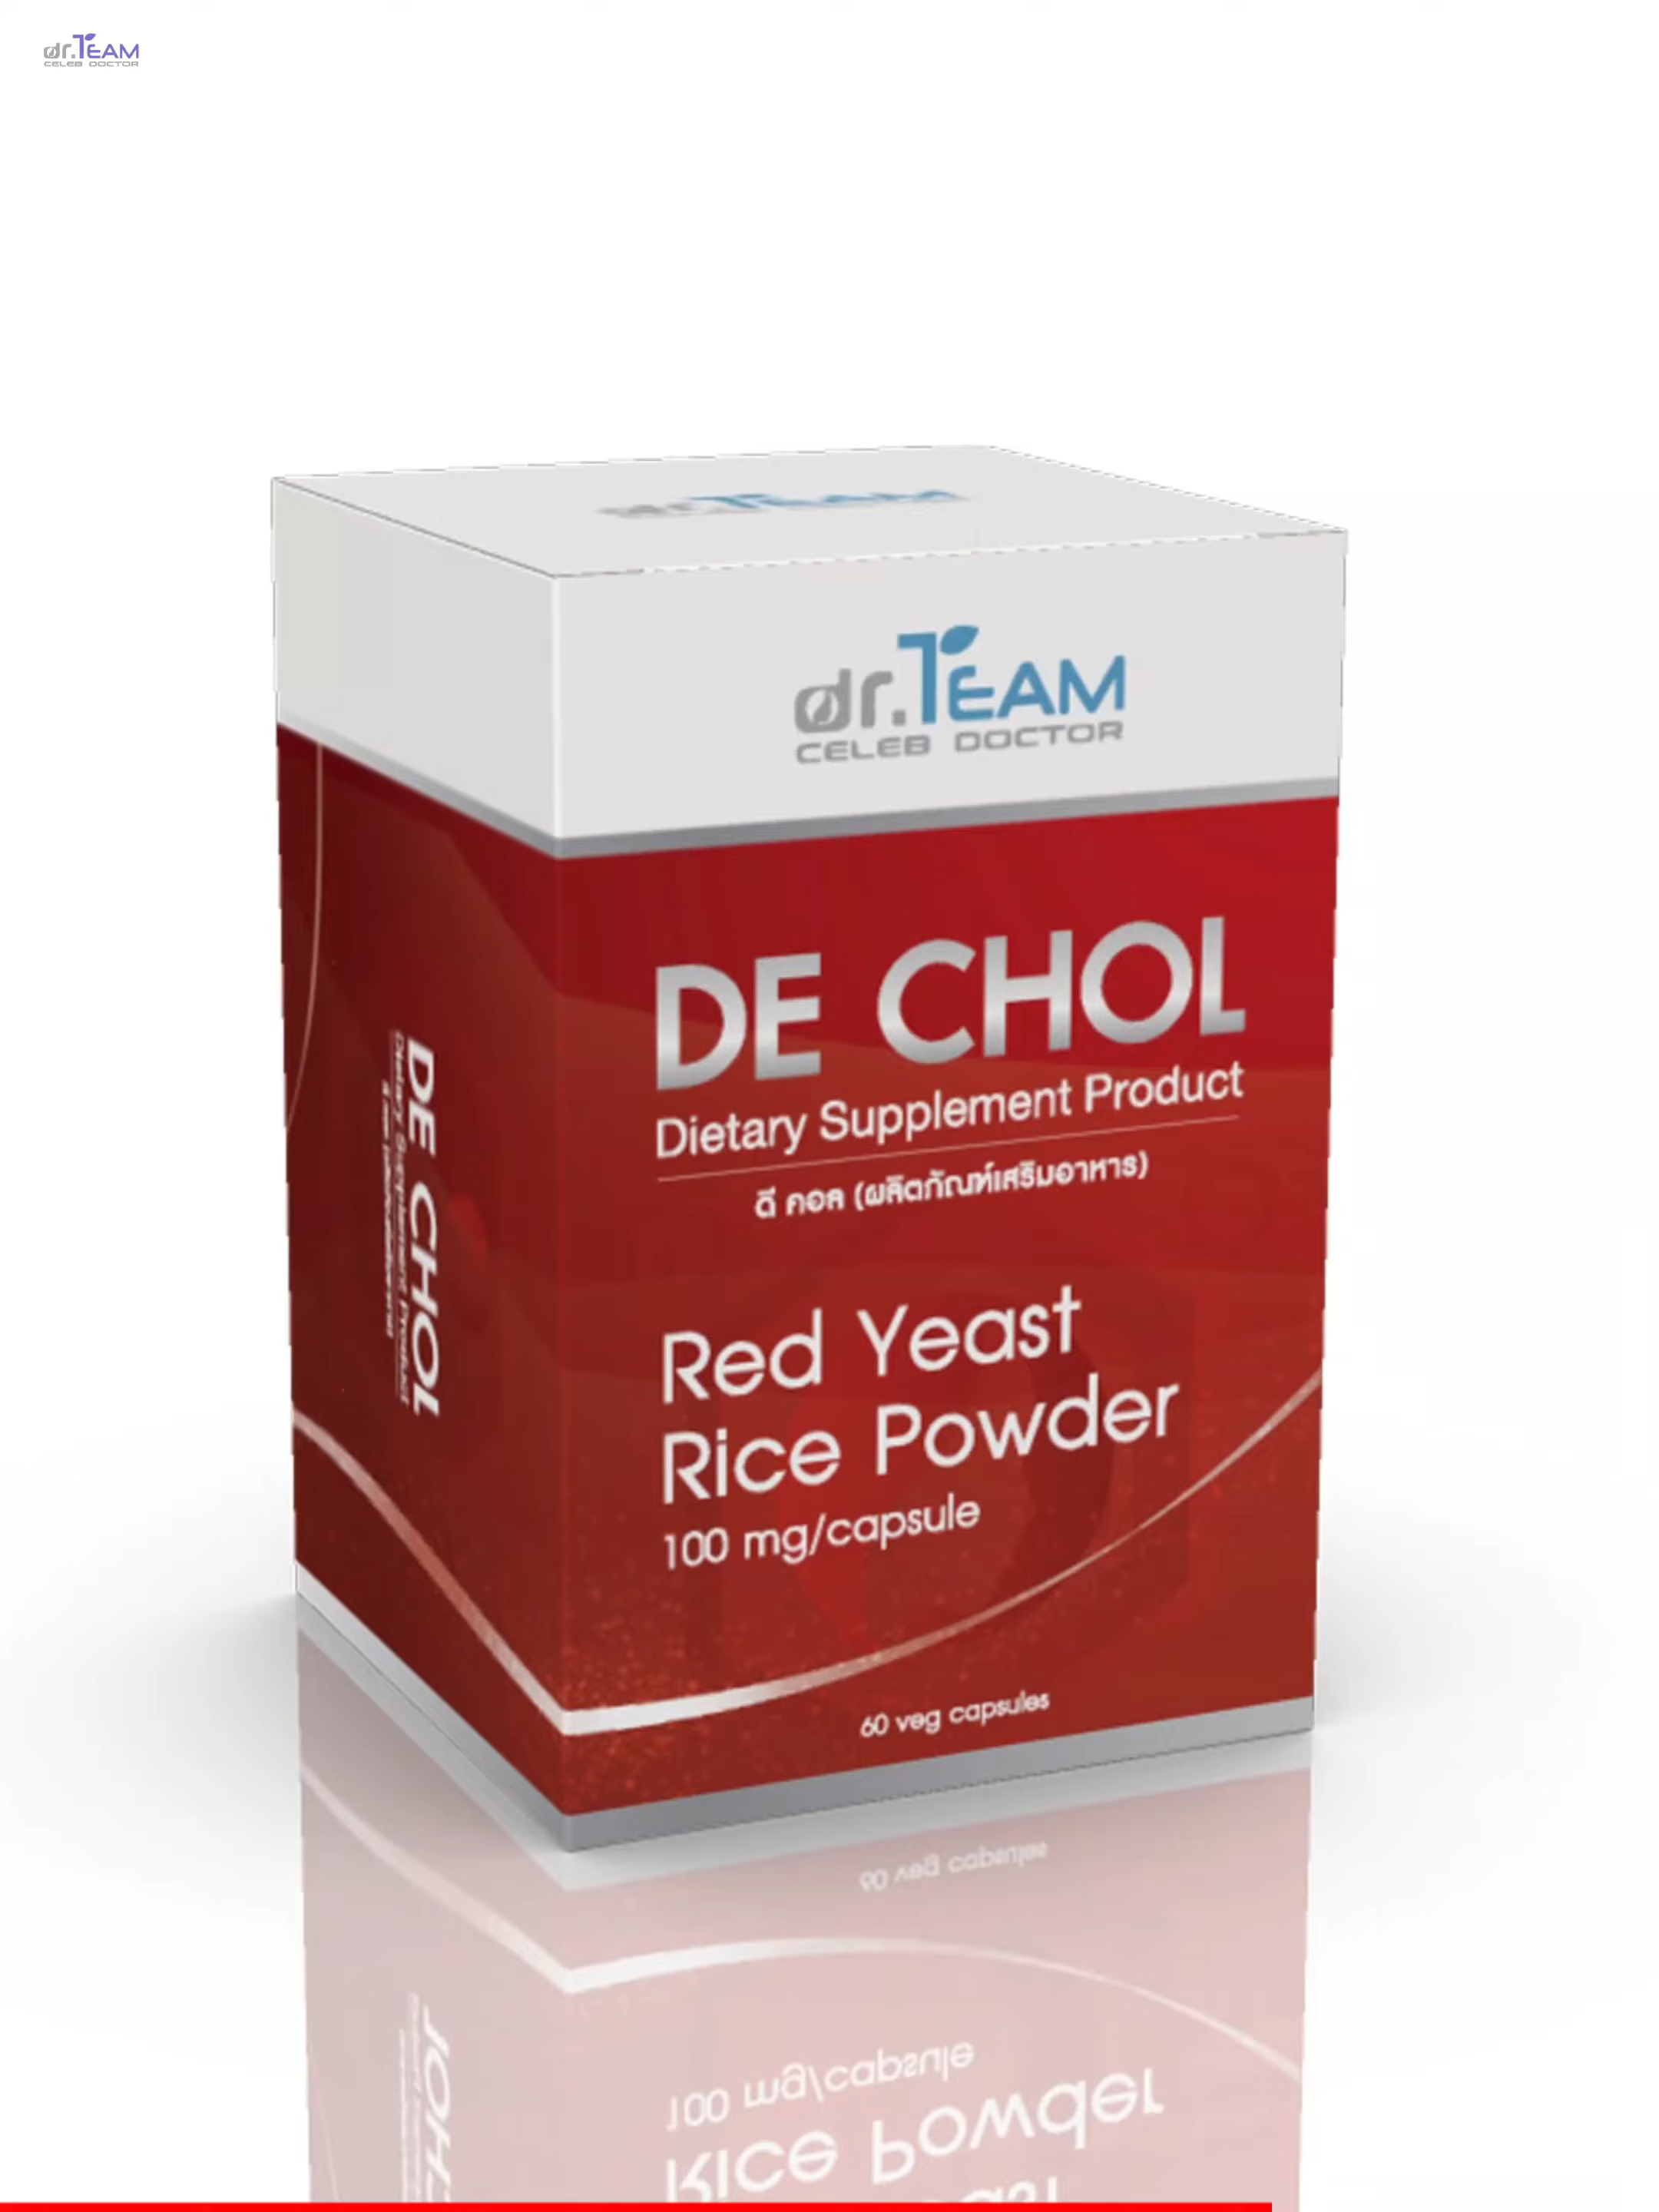 dr.TEAM
CELEB DOCTOR
dr.TEAM
dr.TEAM
CELEB DOCTOR
DE CHOL
Dietary Supplement Product
ดี คอล (ผลิตภัณฑ์เสริมอาหาร)
Red Yeast
Rice Powder
100 mg/capsule
60 veg capsules
DE CHOL
Dietary Supplement Product